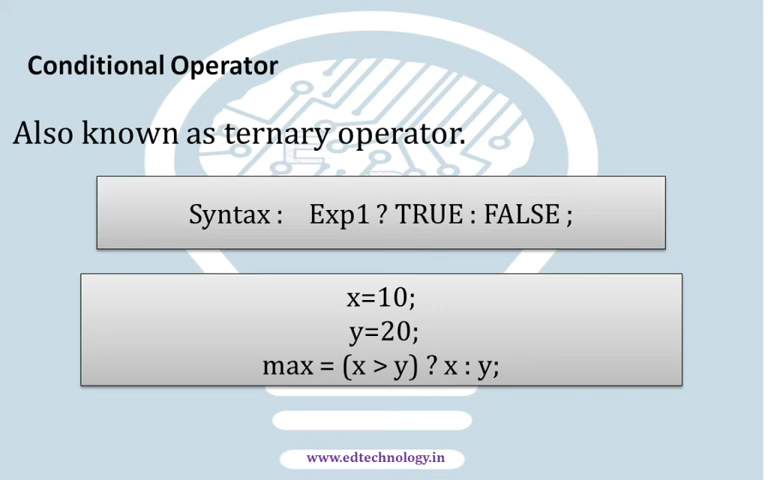 Conditional Operator
Also known as ternary operator.
Syntax : Exp1 ? TRUE : FALSE ;
x=10;
y=20;
max = (x > y) ? x : y;
www.edtechnology.in